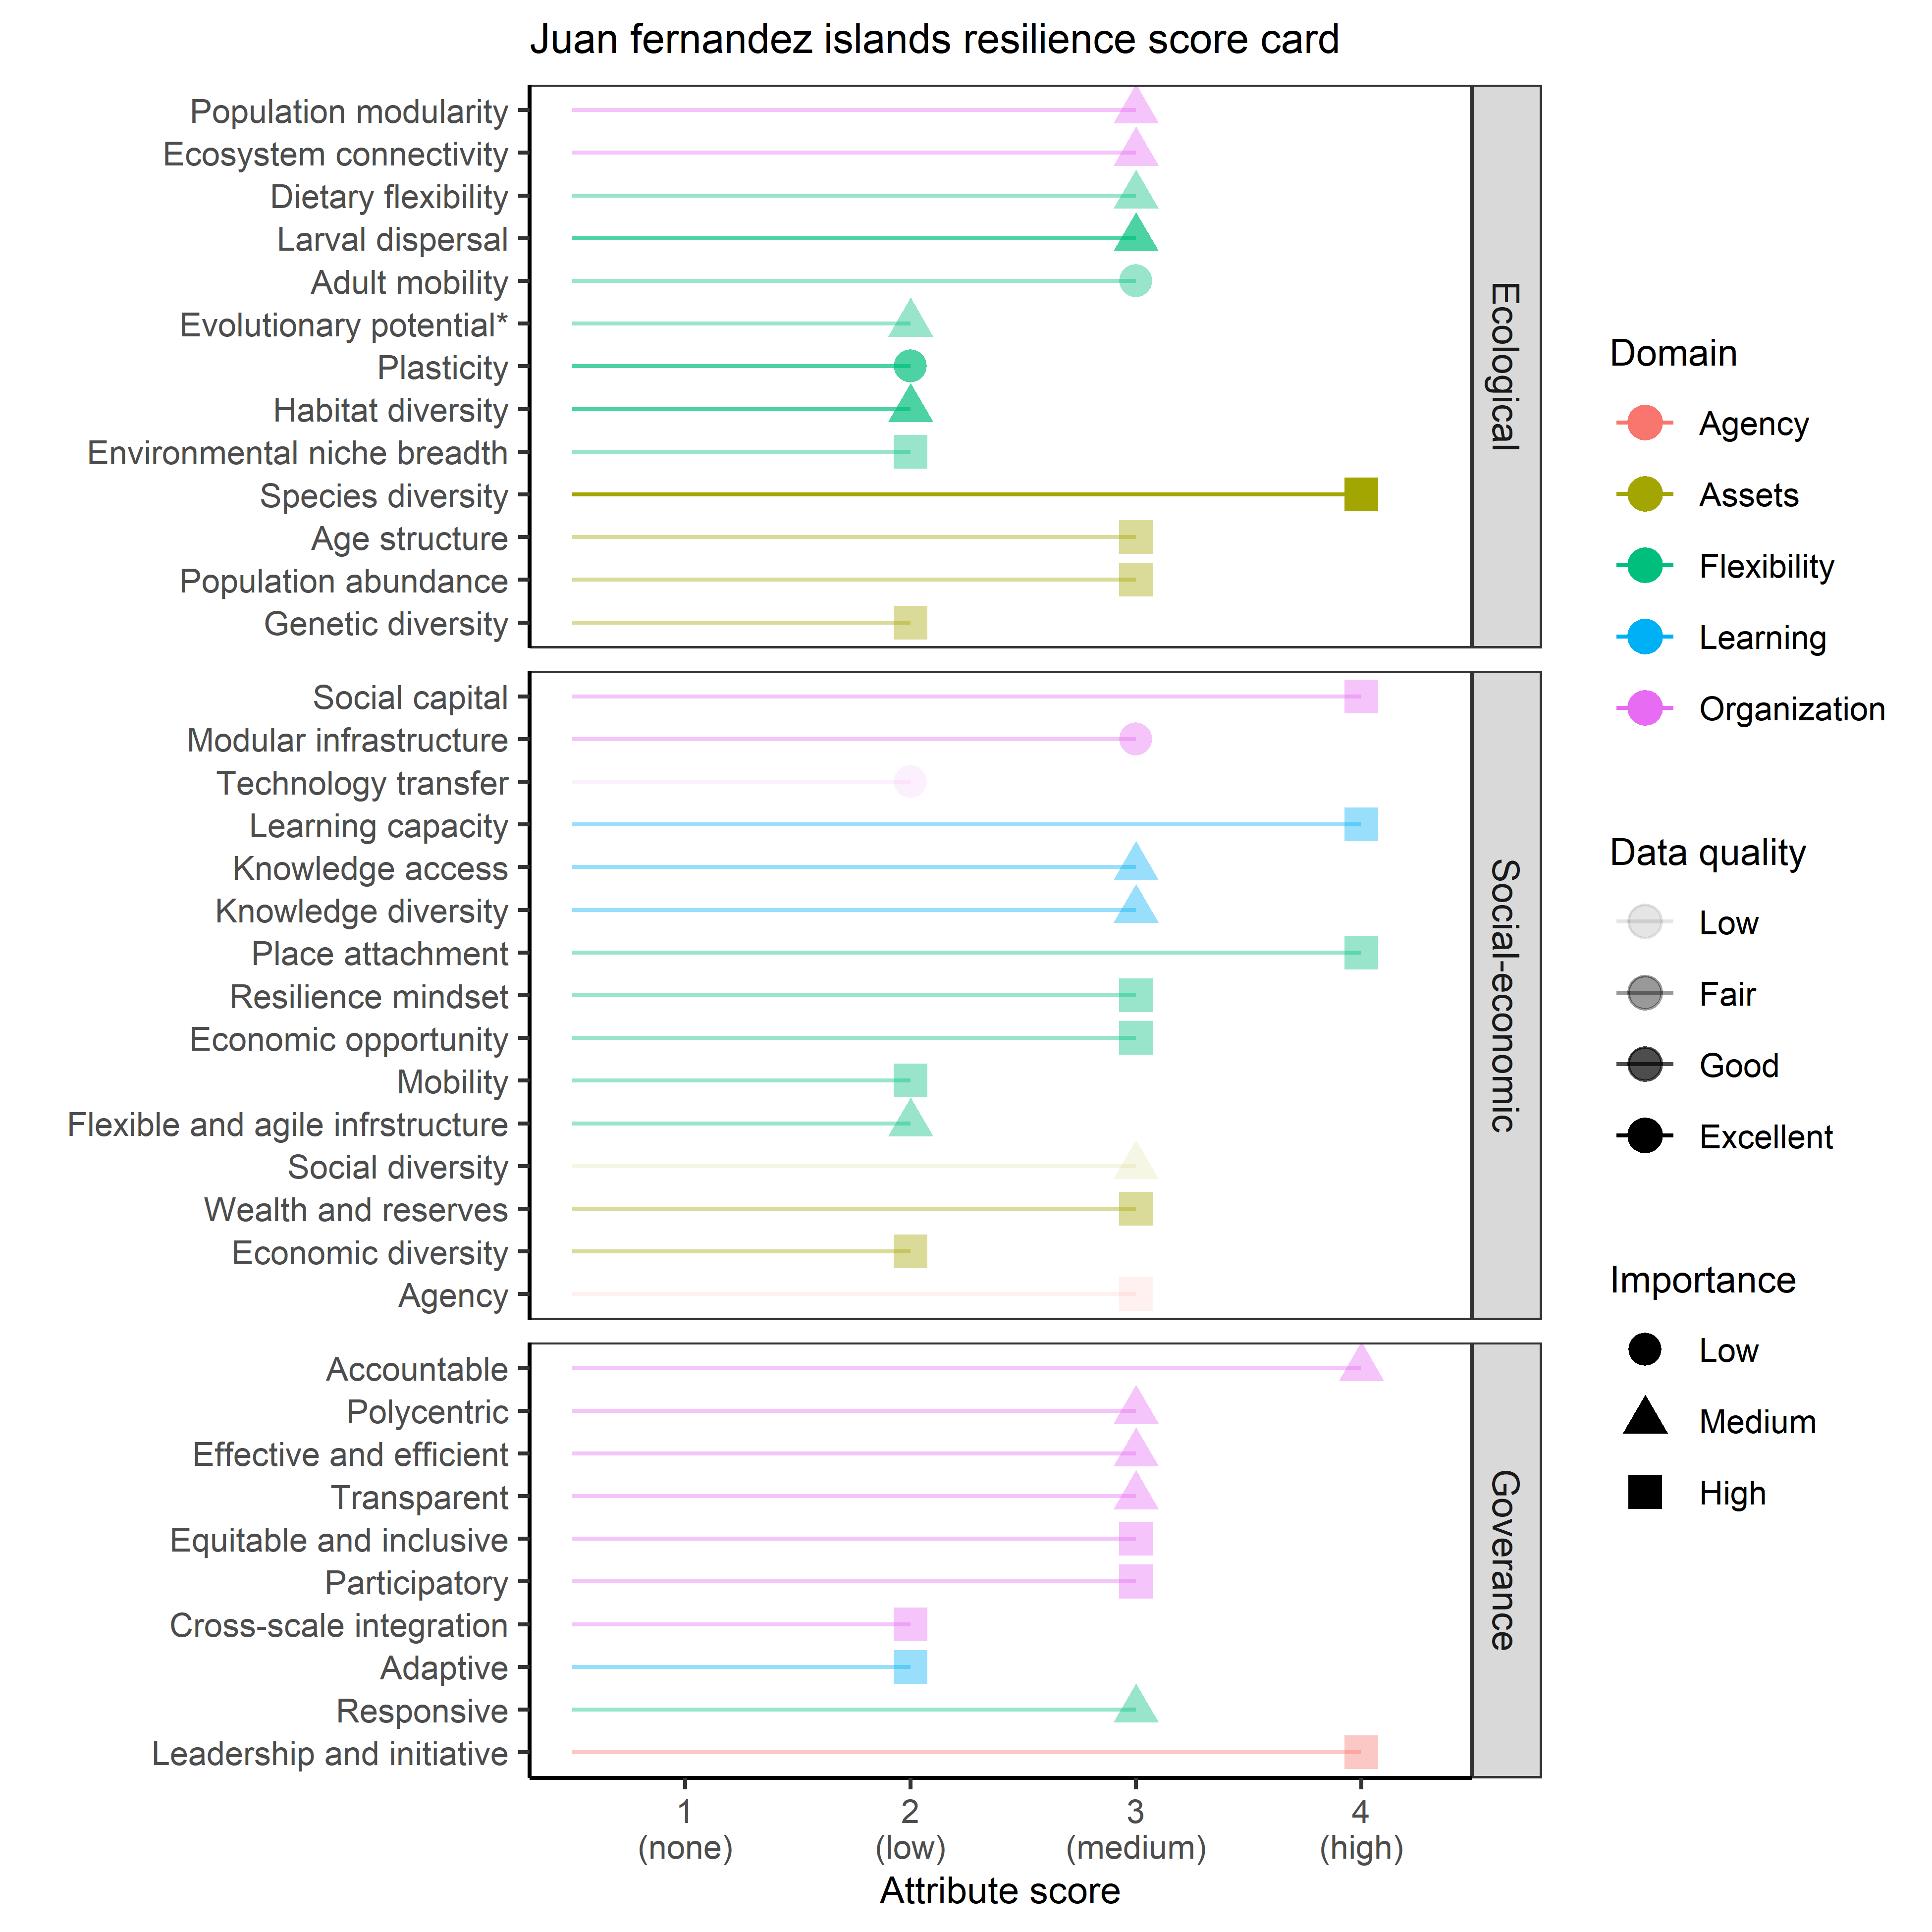 Juan fernandez islands resilience score card
Population modularity
Ecosystem connectivity
Dietary flexibility
Larval dispersal
Adult mobility
Evolutionary potential*
Plasticity
Habitat diversity
Environmental niche breadth
Species diversity
Age structure
Population abundance
Genetic diversity
Ecological
Social capital
Modular infrastructure
Technology transfer
Learning capacity
Knowledge access
Knowledge diversity
Place attachment
Resilience mindset
Economic opportunity
Mobility
Flexible and agile infrstructure
Social diversity
Wealth and reserves
Economic diversity
Agency
Social-economic
Accountable
Polycentric
Effective and efficient
Transparent
Equitable and inclusive
Participatory
Cross-scale integration
Adaptive
Responsive
Leadership and initiative
Goverance
1 2 3 4
(none) (low) (medium) (high)
Attribute score
Domain
Agency
Assets
Flexibility
Learning
Organization
Data quality
Low
Fair
Good
Excellent
Importance
Low
Medium
High